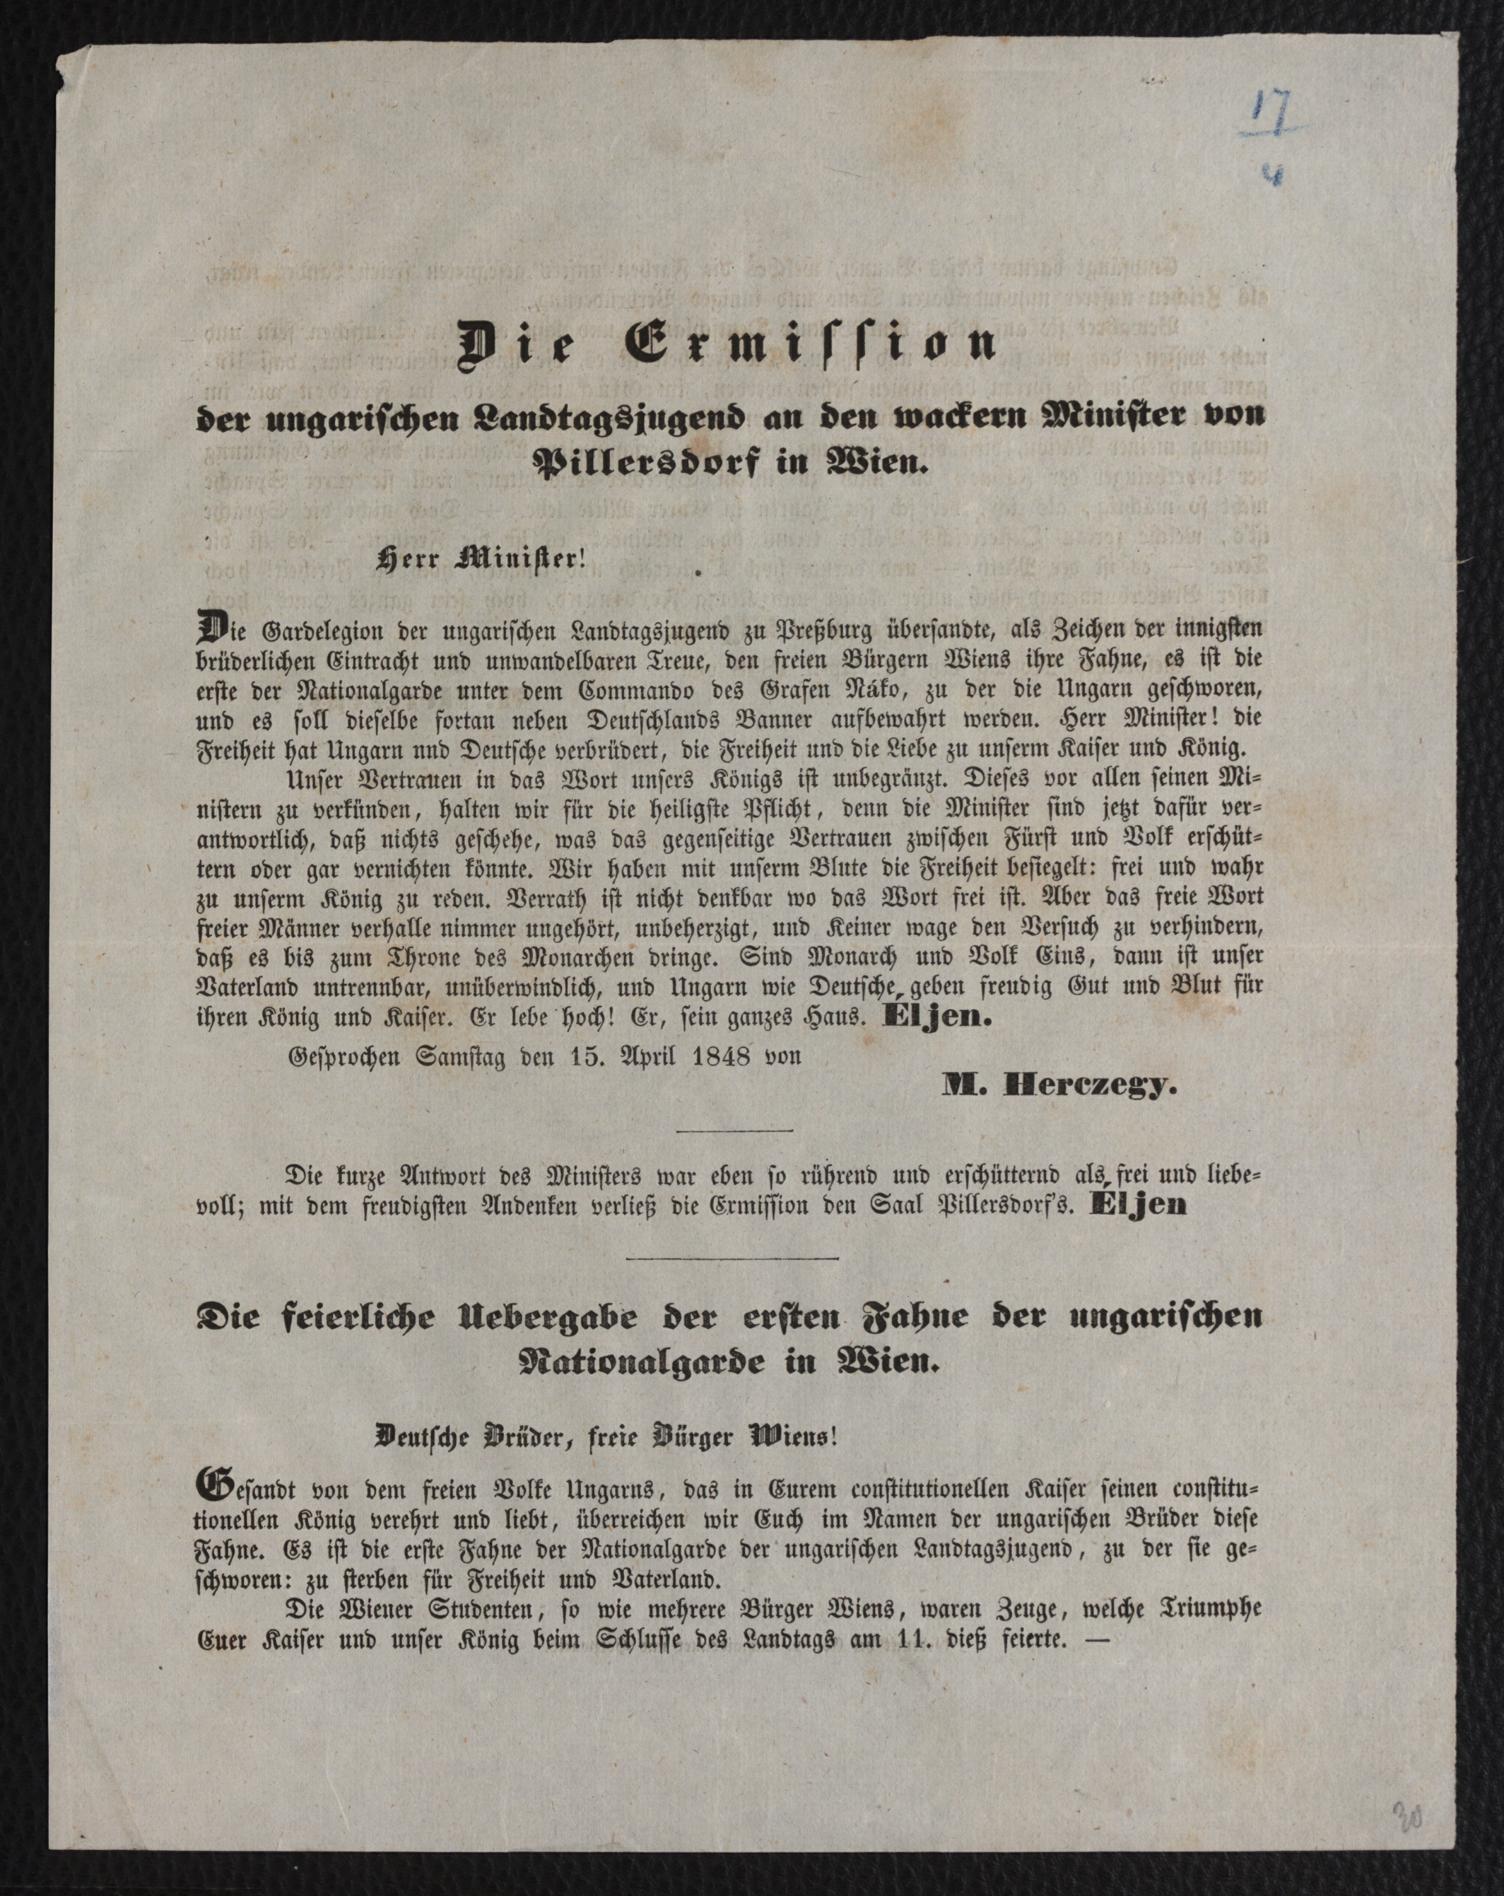 17
4
Die Ermission
der ungarischen Landtagsjugend an den wackern Minister von
Pillersdorf in Wien.
Herr Minister!
Die Gardelegion der ungarischen Landtagsjugend zu Preßburg übersandte, als Zeichen der innigsten
brüderlichen Eintracht und unwandelbaren Treue, den freien Bürgern Wiens ihre Fahne, es ist die
erste der Nationalgarde unter dem Commando des Grafen Náko, zu der die Ungarn geschworen,
und es soll dieselbe fortan neben Deutschlands Banner aufbewahrt werden. Herr Minister! die
Freiheit hat Ungarn nnd Deutsche verbrüdert, die Freiheit und die Liebe zu unserm Kaiser und König.
Unser Vertrauen in das Wort unsers Königs ist unbegränzt. Dieses vor allen seinen Mi-
nistern zu verkünden, halten wir für die heiligste Pflicht, denn die Minister sind jetzt dafür ver-
antwortlich, daß nichts geschehe, was das gegenseitige Vertrauen zwischen Fürst und Volk erschüt-
tern oder gar vernichten könnte. Wir haben mit unserm Blute die Freiheit besiegelt: frei und wahr
zu unserm König zu reden. Verrath ist nicht denkbar wo das Wort frei ist. Aber das freie Wort
freier Männer verhalle nimmer ungehört, unbeherzigt, und Keiner wage den Versuch zu verhindern,
daß es bis zum Throne des Monarchen dringe. Sind Monarch und Volk Eins, dann ist unser
Vaterland untrennbar, unüberwindlich, und Ungarn wie Deutsche geben freudig Gut und Blut für
ihren König und Kaiser. Er lebe hoch! Er, sein ganzes Haus. Éljen.
Gesprochen Samstag den 15. April 1848 von
M. Herczegy.
Die kurze Antwort des Ministers war eben so rührend und erschütternd als frei und liebe-
voll; mit dem freudigsten Andenken verließ die Ermission den Saal Pillersdorf's. Éljen
Die feierliche Uebergabe der ersten Fahne der ungarischen
Nationalgarde in Wien.
Deutsche Brüder, freie Bürger Wiens!
Gesandt von dem freien Volke Ungarns, das in Eurem constitutionellen Kaiser seinen constitu-
tionellen König verehrt und liebt, überreichen wir Euch im Namen der ungarischen Brüder diese
Fahne. Es ist die erste Fahne der Nationalgarde der ungarischen Landtagsjugend, zu der sie ge-
schworen: zu sterben für Freiheit und Vaterland.
Die Wiener Studenten, so wie mehrere Bürger Wiens, waren Zeuge, welche Triumphe
Euer Kaiser und unser König beim Schlusse des Landtags am 11. dieß feierte. —
30